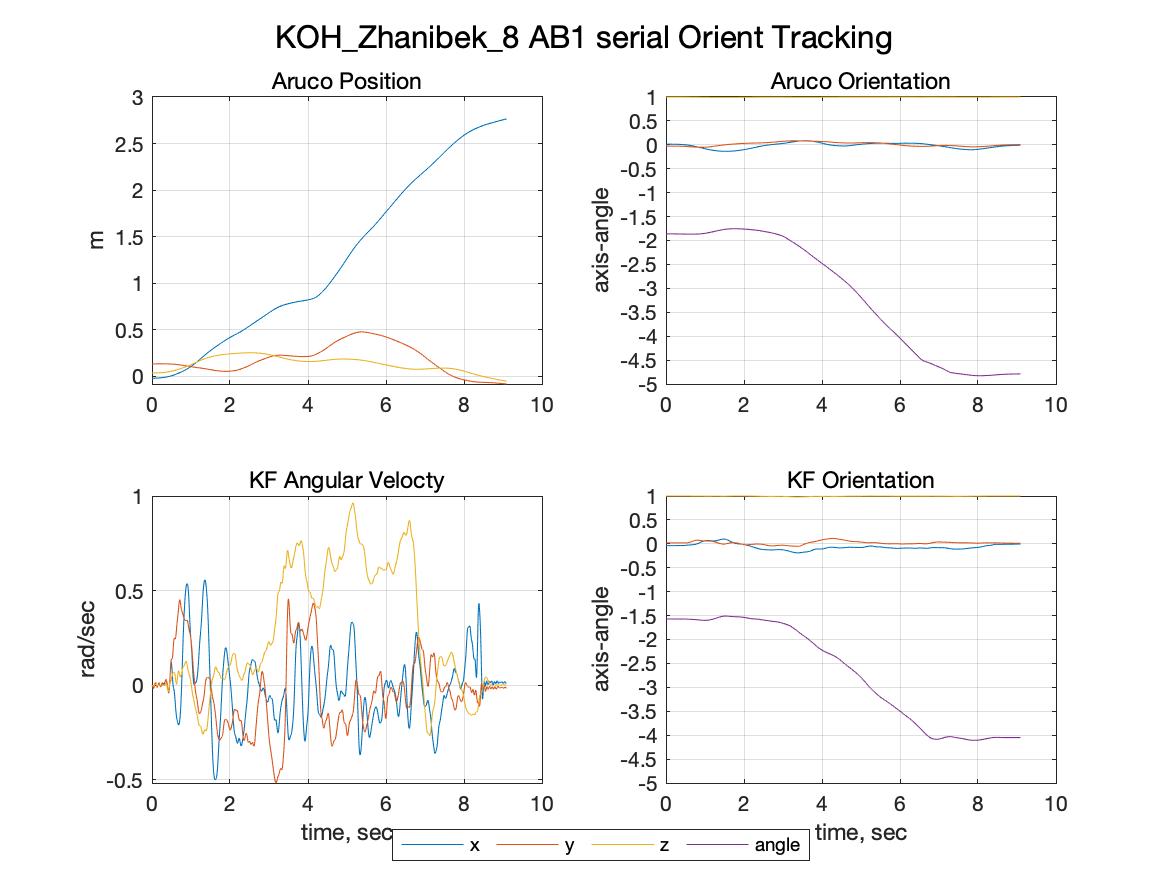 KOH_Zhanibek_8 AB1 serial Orient Tracking
Aruco Position
3
2.5
2
1.5
1
0.5
0
m
0 2 4 6 8 10
Aruco Orientation
1
0.5
0
-0.5
-1
-1.5
-2
-2.5
-3
-3.5
-4
-4.5
-5
axis-angle
0 2 4 6 8 10
KF Angular Velocty
1
0.5
0
-0.5
rad/sec
0 2 4 6 8 10
time, sec
KF Orientation
1
0.5
0
-0.5
-1
-1.5
-2
-2.5
-3
-3.5
-4
-4.5
-5
axis-angle
0 2 4 6 8 10
time, sec
x y z angle